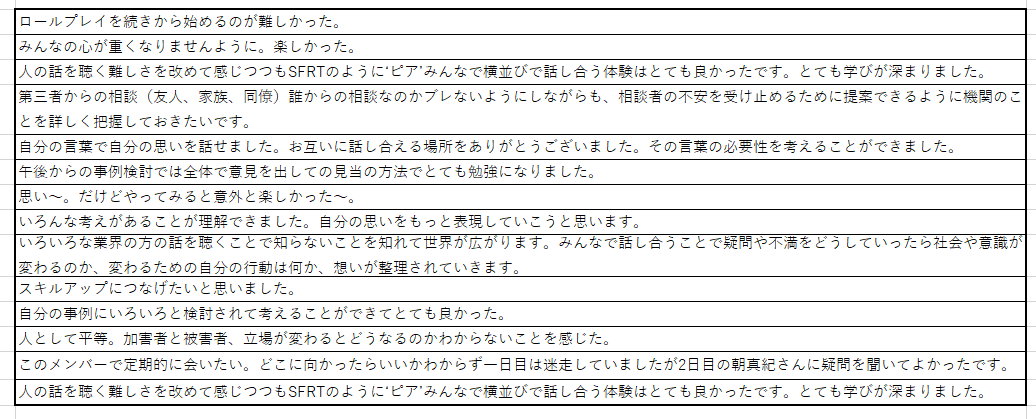 ロールプレイを続きから始めるのが難しかった。
みんなの心が重くなりませんように。楽しかった。
人の話を聴く難しさを改めて感じつつもSFRTのように‘ピア’みんなで横並びで話し合う体験はとても良かったです。とても学びが深まりました。
第三者からの相談（友人、家族、同僚）誰からの相談なのかブレないようにしながらも、相談者の不安を受け止めるために提案できるように機関のこ
とを詳しく把握しておきたいです。
自分の言葉で自分の思いを話せました。お互いに話し合える場所をありがとうございました。その言葉の必要性を考えることができました。
午後からの事例検討では全体で意見を出しての見当の方法でとても勉強になりました。
思い～。だけどやってみると意外と楽しかった～。
いろんな考えがあることが理解できました。自分の思いをもっと表現していこうと思います。
いろいろな業界の方の話を聴くことで知らないことを知れて世界が広がります。みんなで話し合うことで疑問や不満をどうしていったら社会や意識が
変わるのか、変わるための自分の行動は何か、想いが整理されていきます。
スキルアップにつなげたいと思いました。
自分の事例にいろいろと検討されて考えることができてとても良かった。
人として平等。加害者と被害者、立場が変わるとどうなるのかわからないことを感じた。
このメンバーで定期的に会いたい。どこに向かったらいいかわからず一日目は迷走していましたが2日目の朝真紀さんに疑問を聞いてよかったです。
人の話を聴く難しさを改めて感じつつもSFRTのように‘ピア’みんなで横並びで話し合う体験はとても良かったです。とても学びが深まりました。